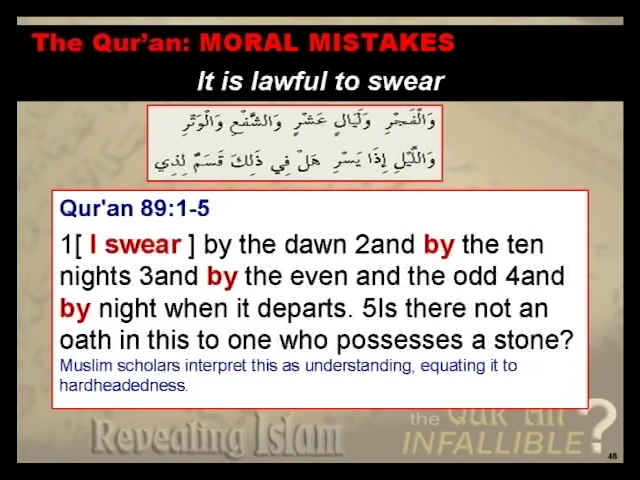 The Qur'an: MORAL MISTAKES
It is lawful to swear
وَالْفَجْرِ وَلَيَالٍ عَشْرٍ وَالشَّفْعِ وَالْوَتْرِ
وَاللَّيْلِ إِذَا يَسْرِ هَلْ فِي ذَلِكَ قَسَمٌ لِذِي
Qur'an 89:1-5
1[ I swear ] by the dawn 2and by the ten
nights 3and by the even and the odd 4and
by night when it departs. 5Is there not an
oath in this to one who possesses a stone?
Muslim scholars interpret this as understanding, equating it to
hardheadedness.
Revealing Islam
the Qur'an
INFALLIBLE?
48